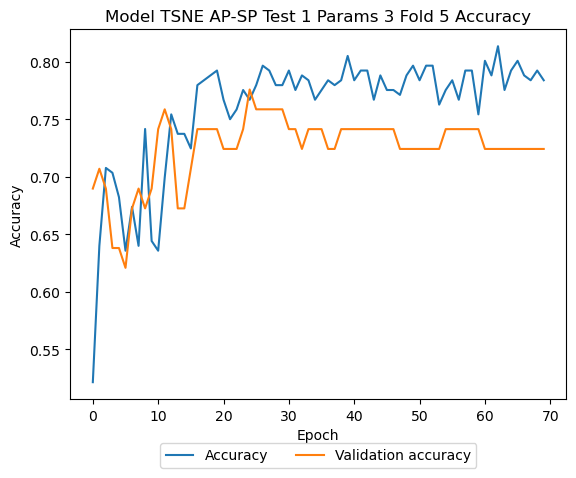 Model TSNE AP-SP Test 1 Params 3 Fold 5 Accuracy
0.80
0.75
0.70
0.65
0.60
0.55
Accuracy
0 10 20 30 40 50 60 70
Epoch
Accuracy Validation accuracy